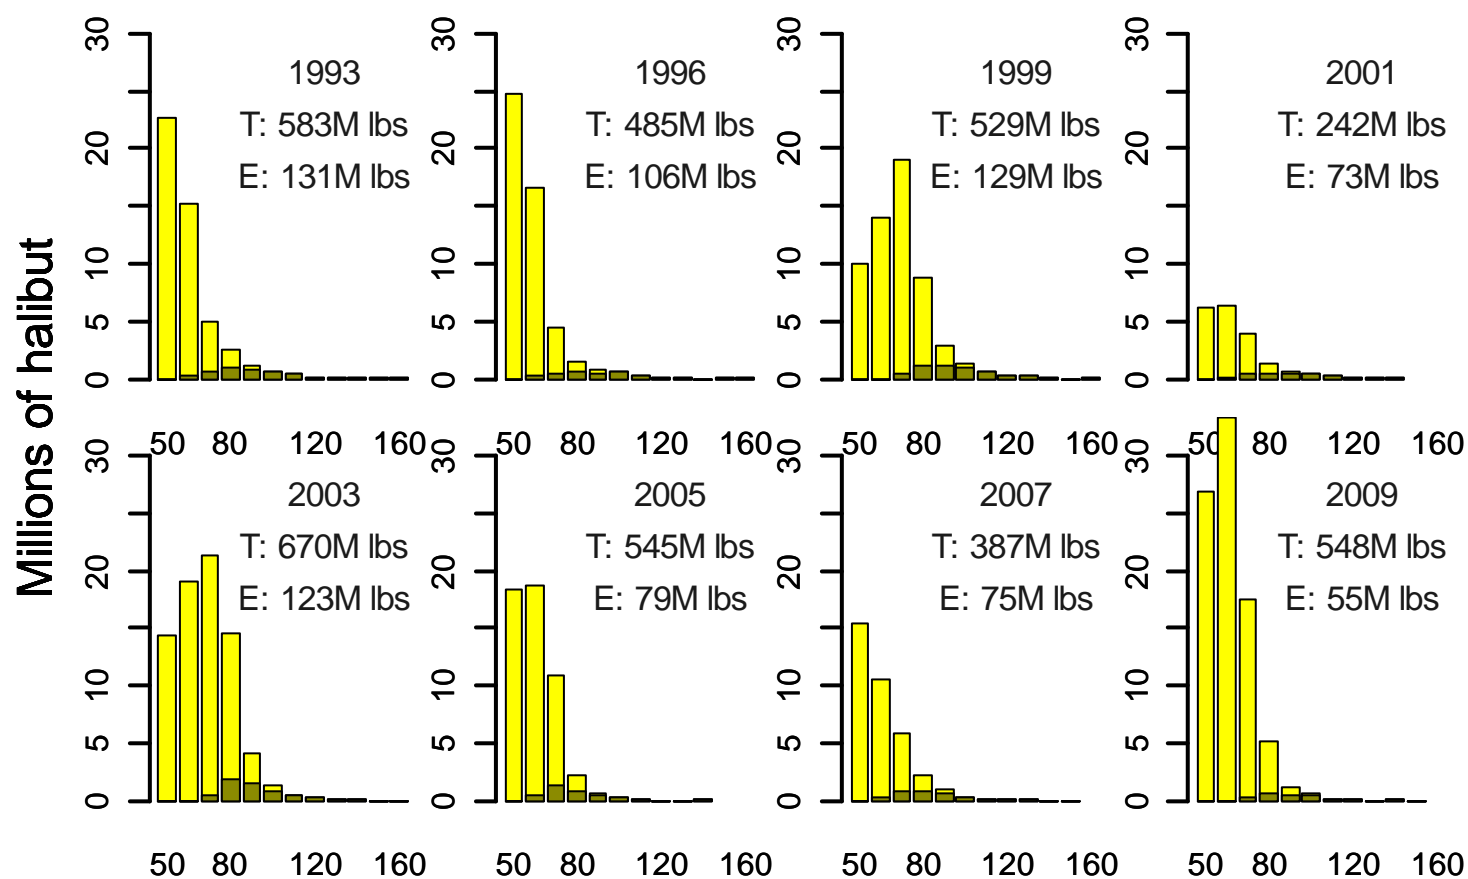 Millions of halibut
30
20
10
5
0
1993
T: 583M lbs
E: 131M lbs
50 80 120 160
30
20
10
5
0
1996
T: 485M lbs
E: 106M lbs
50 80 120 160
30
20
10
5
0
1999
T: 529M lbs
E: 129M lbs
50 80 120 160
30
20
10
5
0
2001
T: 242M lbs
E: 73M lbs
50 80 120 160
30
20
10
5
0
2003
T: 670M lbs
E: 123M lbs
50 80 120 160
30
20
10
5
0
2005
T: 545M lbs
E: 79M lbs
50 80 120 160
30
20
10
5
0
2007
T: 387M lbs
E: 75M lbs
50 80 120 160
30
20
10
5
0
2009
T: 548M lbs
E: 55M lbs
50 80 120 160